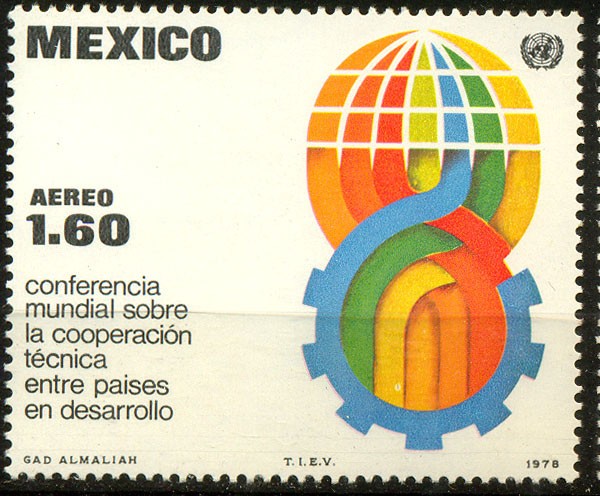 MEXICO
AEREO
1.60
conferencia
mundial sobre
la cooperación
técnica
entre paises
en desarrollo
GAD ALMALIAH
T.I.E.V.
1978